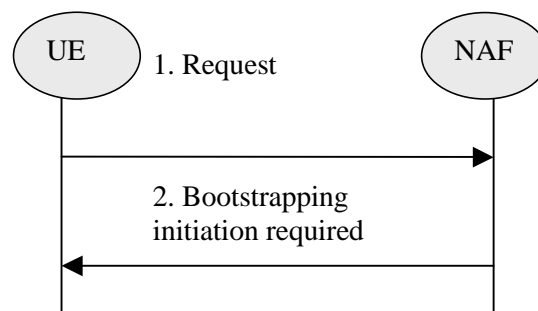 UE
NAF
1. Request
2. Bootstrapping
initiation required